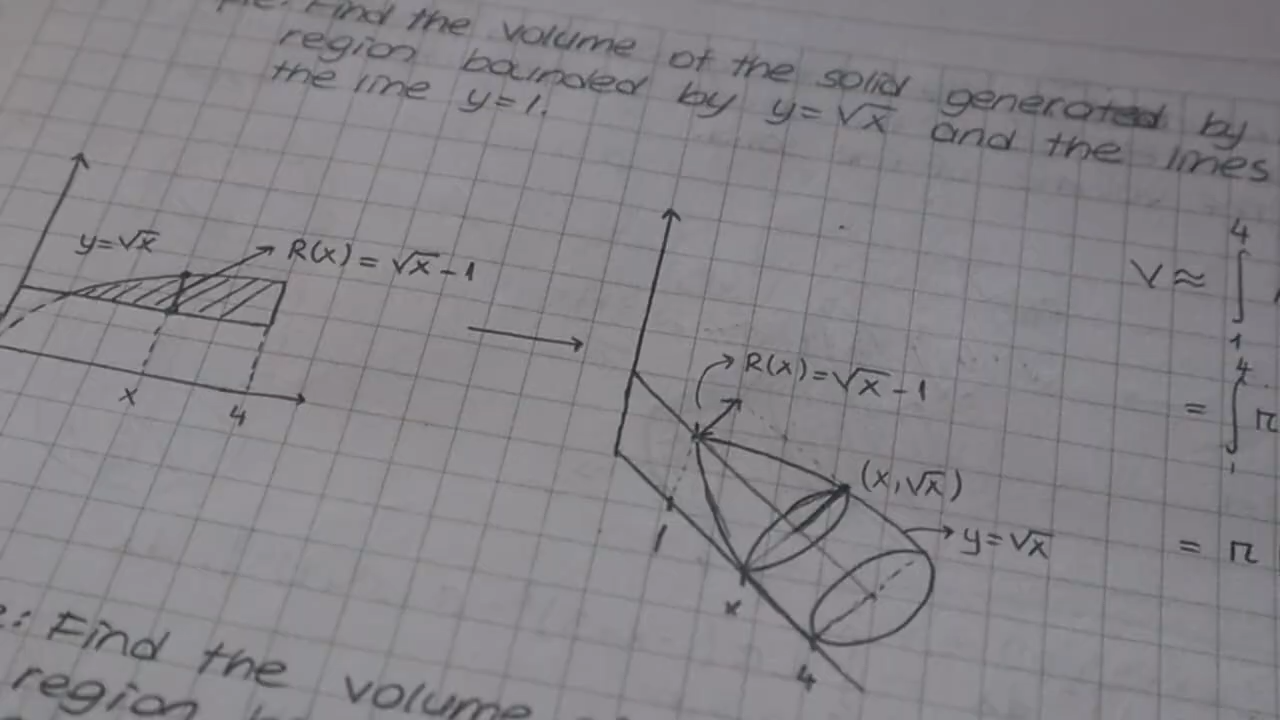 Find the volume of the solid generated by
region bounded by y=√x and the lines
the line y=1.
y=√x
R(x) = √x - 1
x
4
R(x) = √x - 1
(x, √x)
y=√x
1
x
4
V ≈ ∫
4
1
= ∫ π
4
1
= π
Find the volume
region